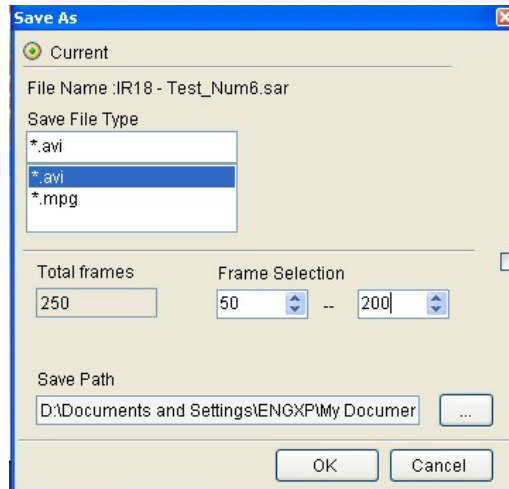 Save As
Current
File Name :IR18 - Test_Num6.sar
Save File Type
*.avi
*.avi
*.mpg
Total frames
Frame Selection
250
50 -- 200
Save Path
D:\Documents and Settings\ENGXP\My Documer
...
OK
Cancel